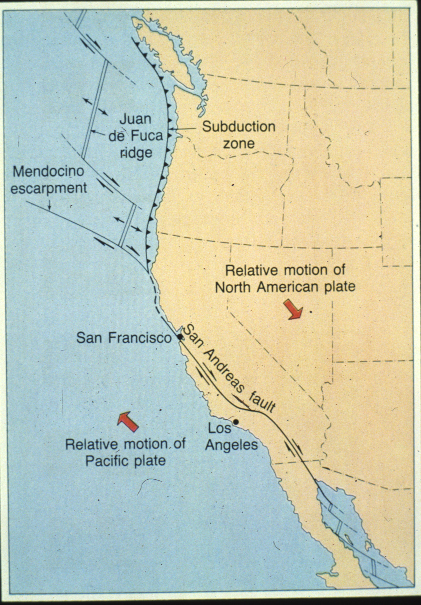 Juan
de Fuca
ridge
Subduction
zone
Mendocino
escarpment
Relative motion of
North American plate
San Francisco
San Andreas fault
Los
Angeles
Relative motion of
Pacific plate